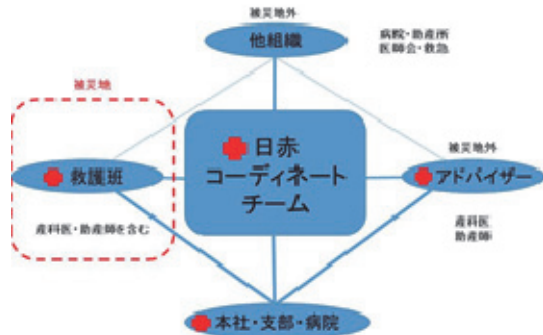 被災地外
他組織
病院・助産所
医師会・救急
被災地
日赤
コーディネート
チーム
救護班
産科医・助産師を含む
被災地外
アドバイザー
産科医
助産師
本社・支部・病院